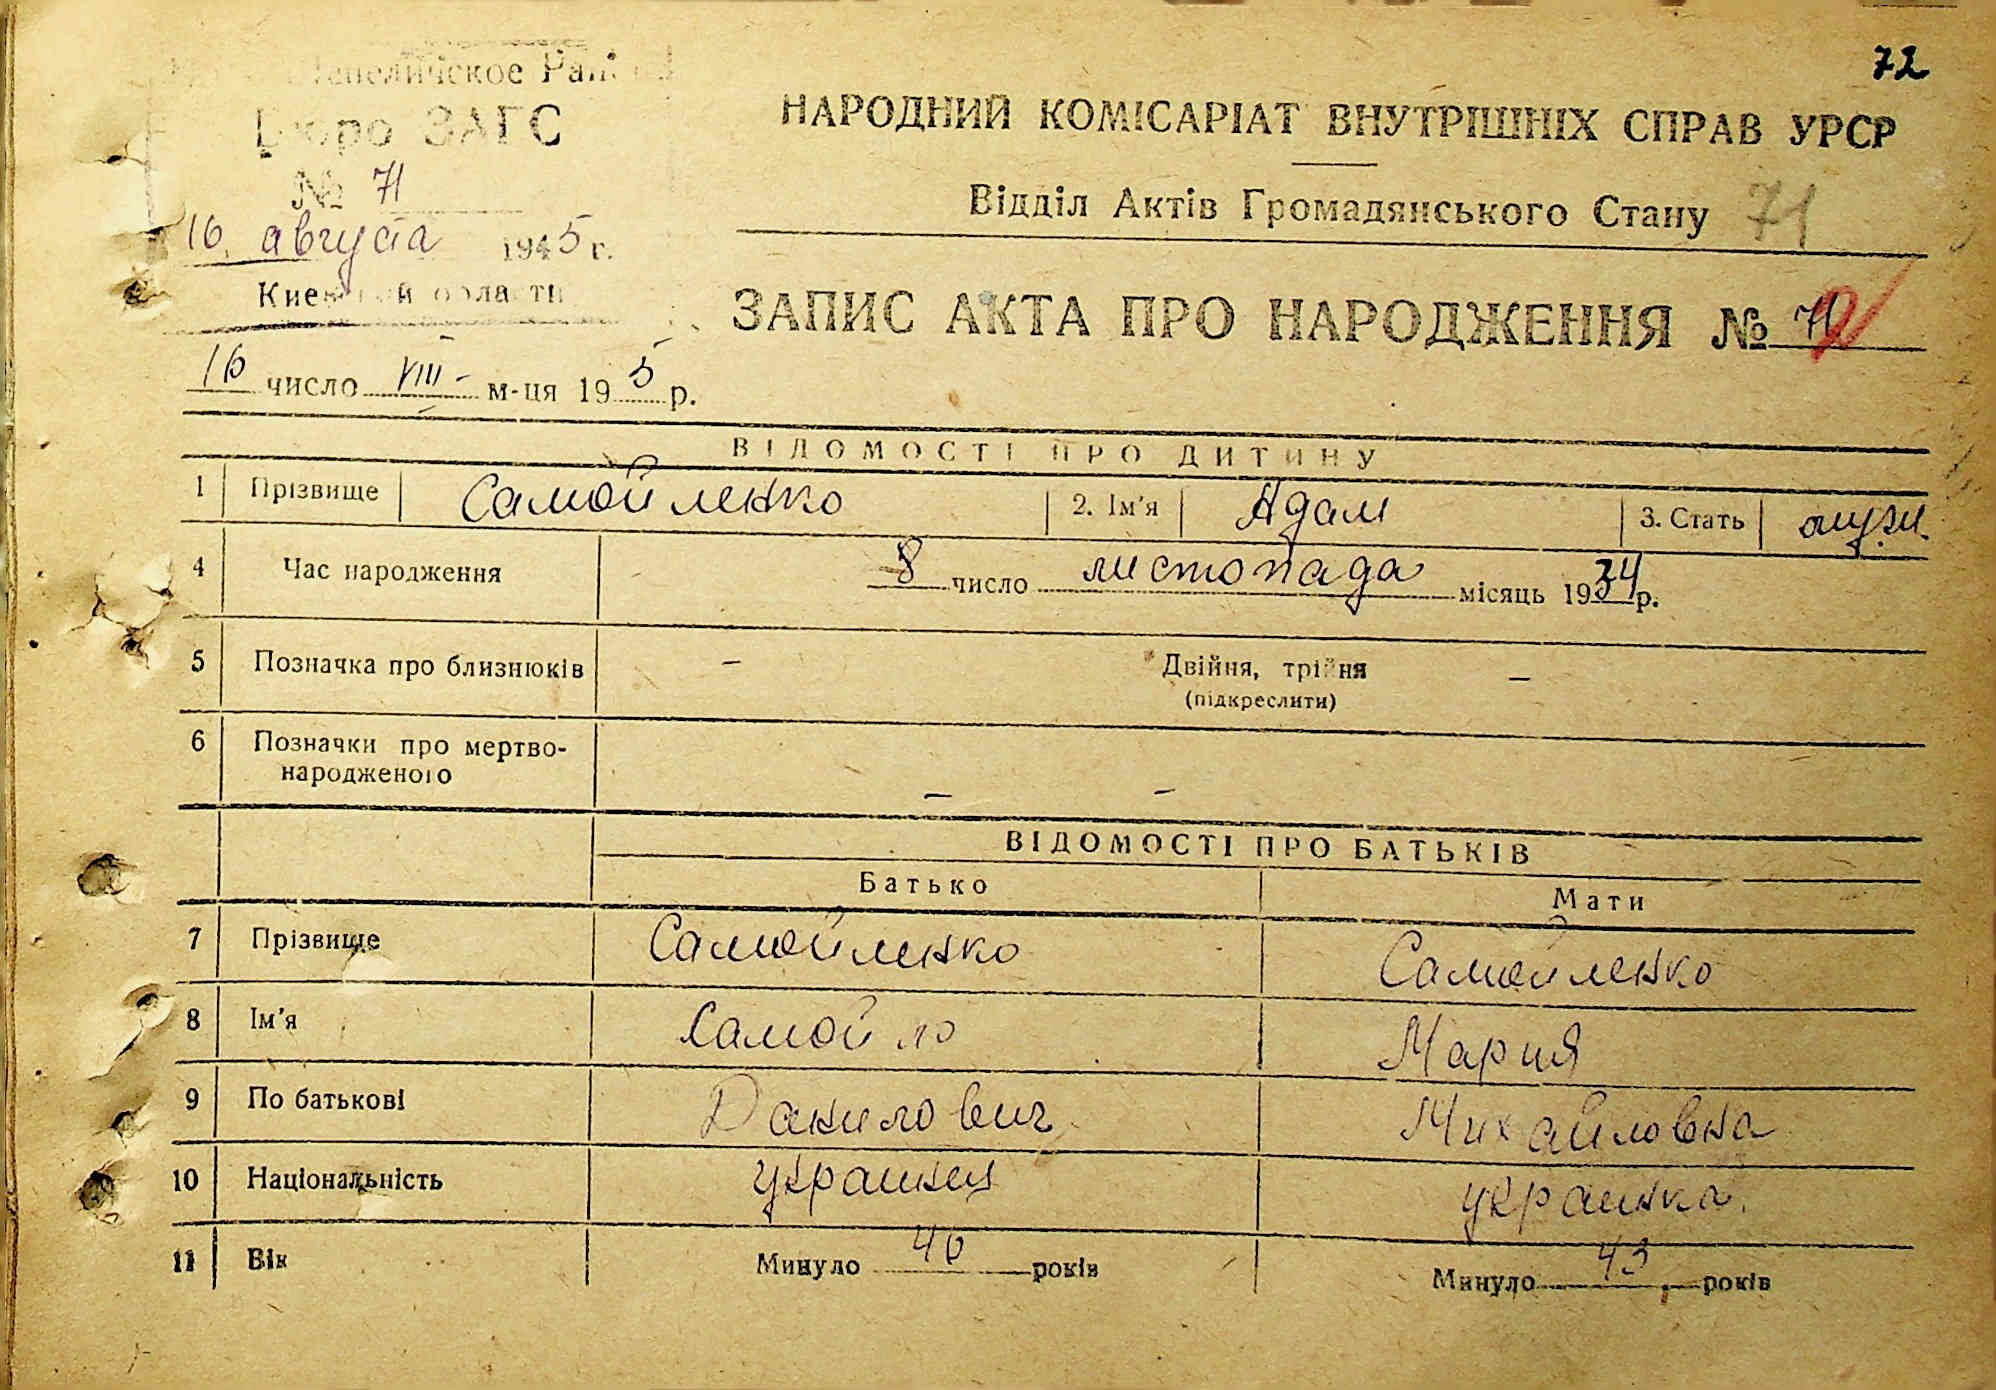 72
НАРОДНИЙ КОМІСАРІАТ ВНУТРІШНІХ СПРАВ УРСР
Бюро ЗАГС
№ 71
Відділ Актів Громадянського Стану 71
16 августа 1945 г.
Киевской области
ЗАПИС АКТА ПРО НАРОДЖЕННЯ № 71
16 число VIII - м-ця 195 р.
ВІДОМОСТІ ПРО ДИТИНУ
1 Прізвище Самойленко 2. Ім'я Адам 3. Стать муж.
4 Час народження 8 число листопада місяць 1934 р.
5 Позначка про близнюків - Двійня, трійня -
(підкреслити)
6 Позначки про мертво-
народженого - -
ВІДОМОСТІ ПРО БАТЬКІВ
Батько Мати
7 Прізвище Самойленко Самойленко
8 Ім'я Самойло Мария
9 По батькові Данилович Михайловна
10 Національність украинец украинка.
11 Вік Минуло 46 років Минуло 43 років